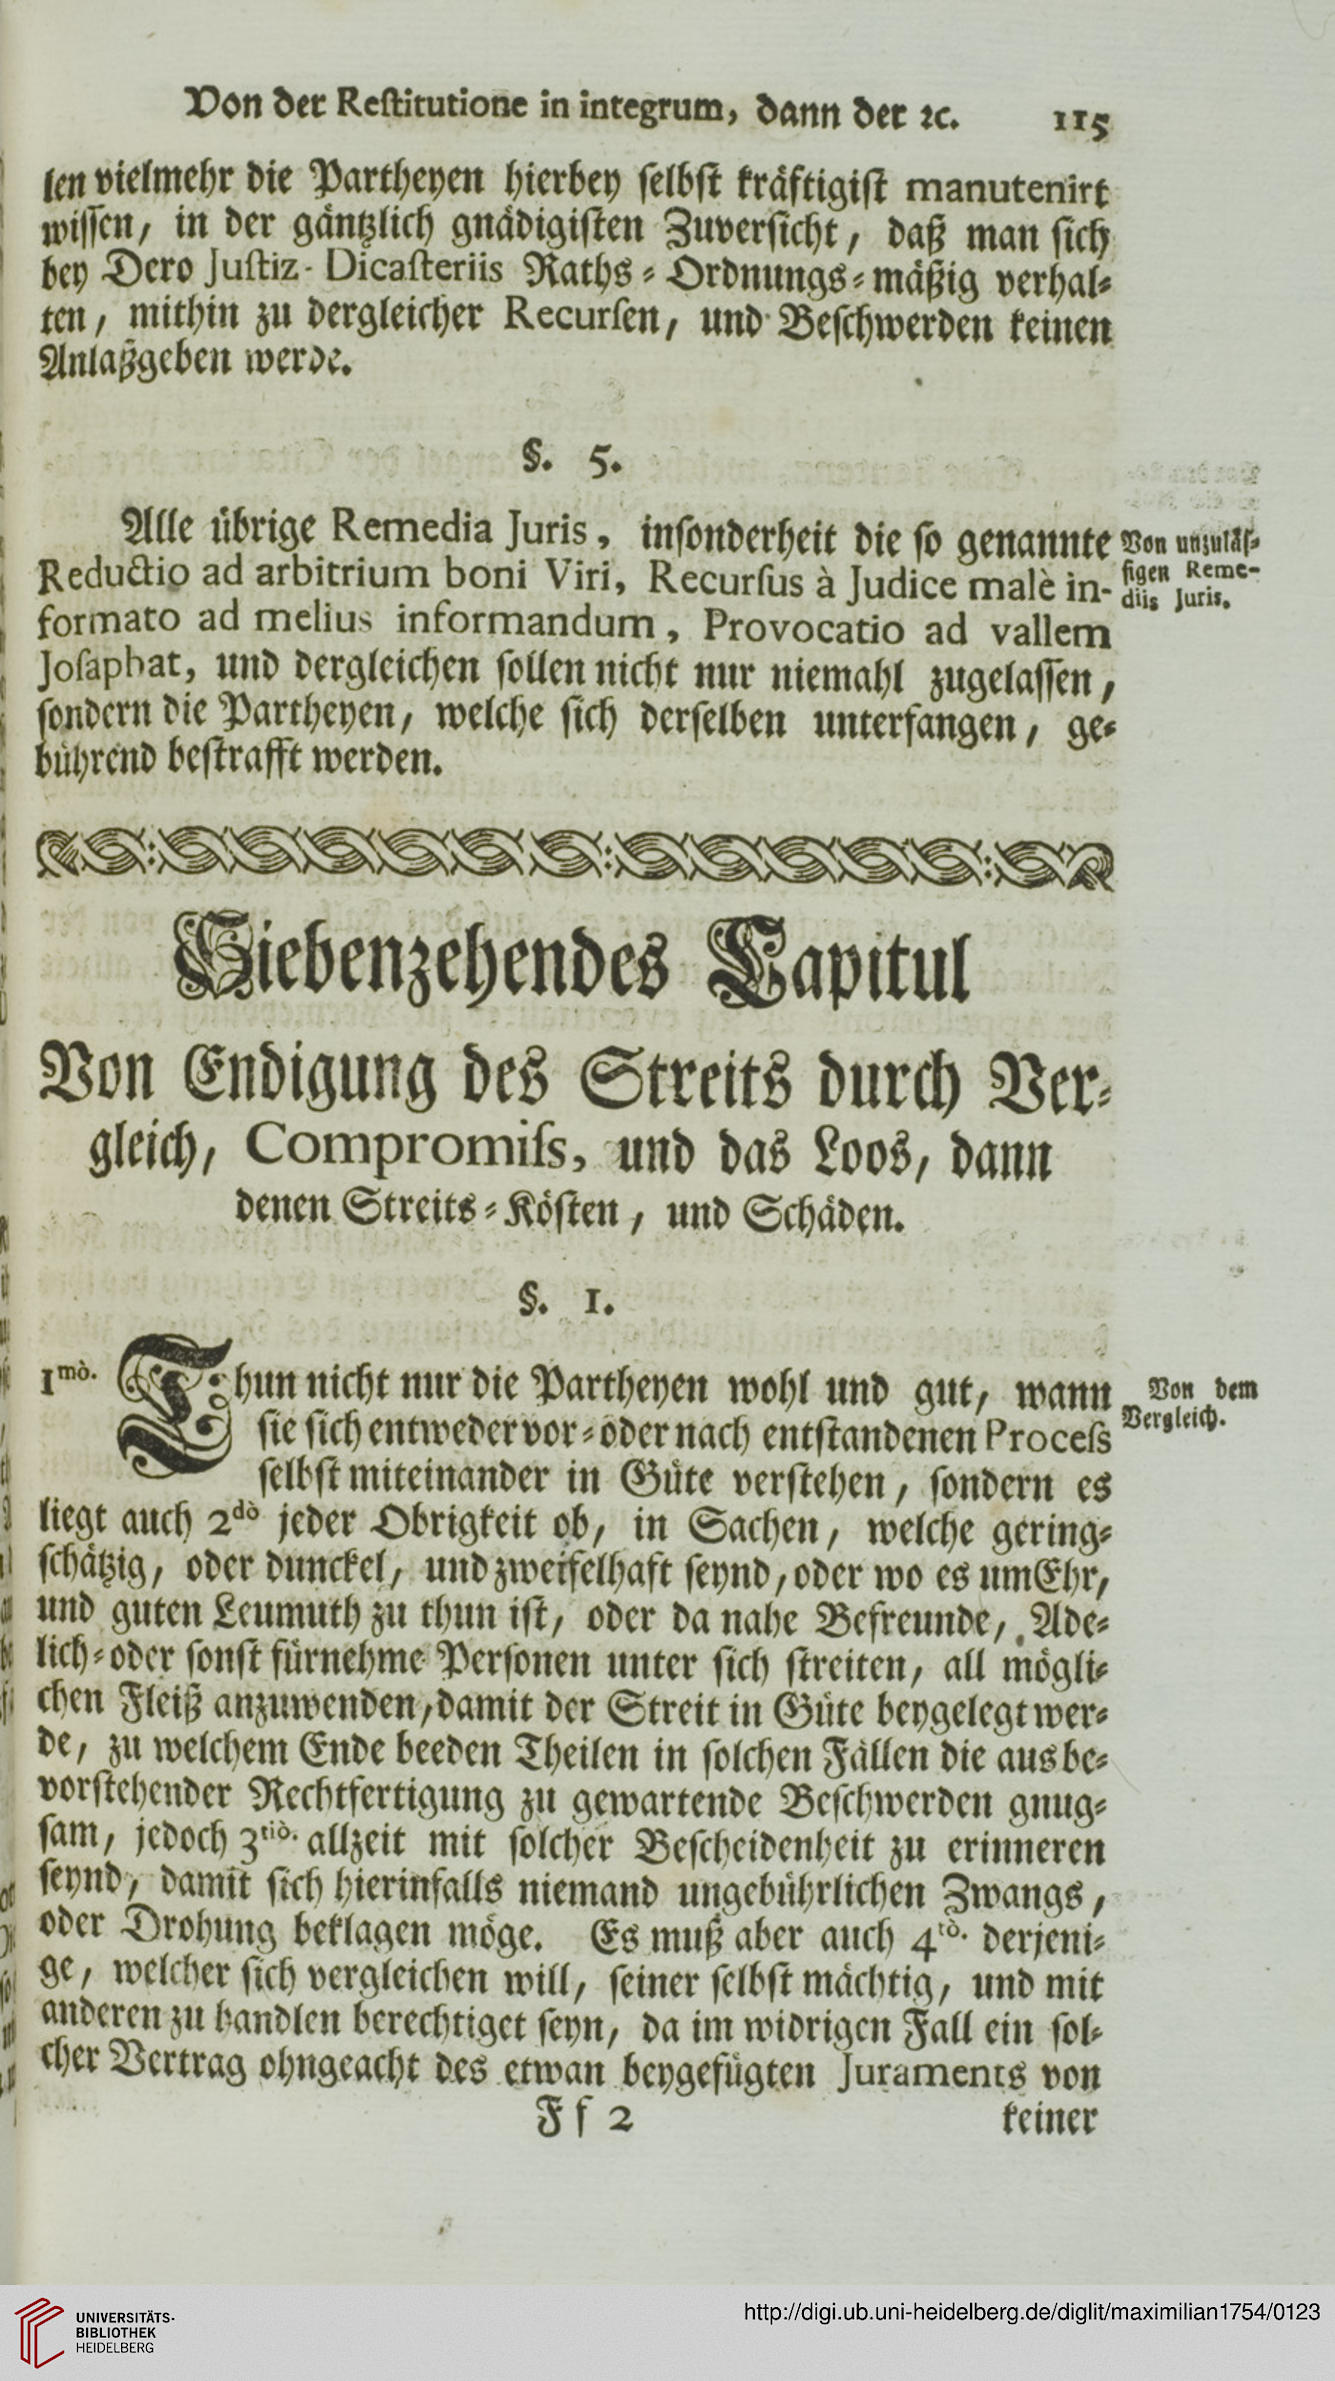 Von der Restitutione in integrum, dann der ꝛc. 115
len vielmehr die Partheyen hierbey selbst kräftigist manutenirt
wissen, in der gäntzlich gnädigisten Zuversicht, daß man sich
bey Dero Justiz-Dicasteriis Raths-Ordnungs-mäßig verhal-
ten, mithin zu dergleicher Recursen, und Beschwerden keinen
Anlaßgeben werde.
§. 5.
Alle übrige Remedia Juris, insonderheit die so genannte
Reductio ad arbitrium boni Viri, Recursus à Judice malè in-
formato ad melius informandum, Provocatio ad vallem
Josaphat, und dergleichen sollen nicht nur niemahl zugelassen,
sondern die Partheyen, welche sich derselben unterfangen, ge-
bührend bestrafft werden.
Von unzuläs-
sigen Reme-
diis Juris.
Siebenzehendes Capitul
Von Endigung des Streits durch Ver-
gleich, Compromiss, und das Loos, dann
denen Streits-Kösten, und Schäden.
§. 1.
1mò. Thun nicht nur die Partheyen wohl und gut, wann
sie sich entweder vor- oder nach entstandenen Process
selbst miteinander in Güte verstehen, sondern es
liegt auch 2dò jeder Obrigkeit ob, in Sachen, welche gering-
schätzig, oder dunckel, und zweifelhaft seynd, oder wo es um Ehr,
und guten Leumuth zu thun ist, oder da nahe Befreunde, Ade-
lich- oder sonst fürnehme Personen unter sich streiten, all mögli-
chen Fleiß anzuwenden, damit der Streit in Güte beygelegt wer-
de, zu welchem Ende beeden Theilen in solchen Fällen die aus be-
vorstehender Rechtfertigung zu gewartende Beschwerden gnug-
sam, jedoch 3tiò. allzeit mit solcher Bescheidenheit zu erinneren
seynd, damit sich hierinfalls niemand ungebührlichen Zwangs,
oder Drohung beklagen möge. Es muß aber auch 4tò. derjeni-
ge, welcher sich vergleichen will, seiner selbst mächtig, und mit
anderen zu handlen berechtiget seyn, da im widrigen Fall ein sol-
cher Vertrag ohngeacht des etwan beygefügten Juraments von
Von dem
Vergleich.
Ff 2 keiner
UNIVERSITÄTS-
BIBLIOTHEK
HEIDELBERG
http://digi.ub.uni-heidelberg.de/diglit/maximilian1754/0123